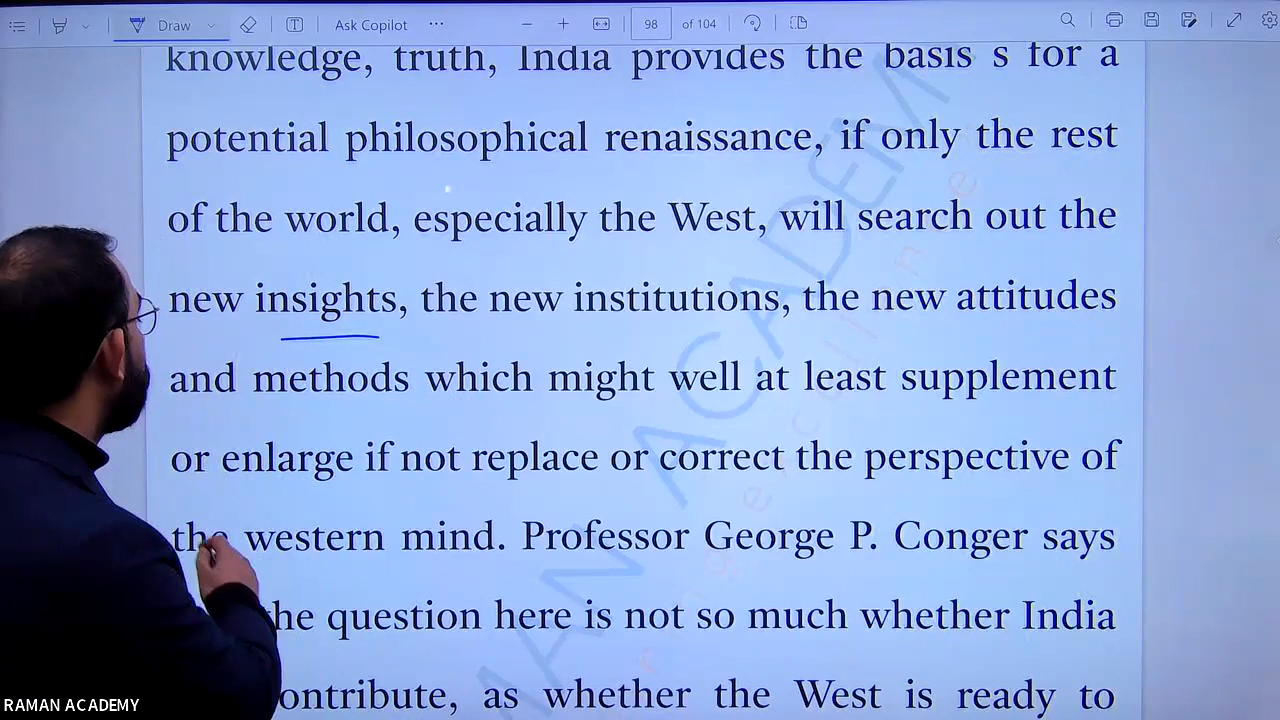 Draw
Ask Copilot
98 of 104
knowledge, truth, India provides the basis s for a
potential philosophical renaissance, if only the rest
of the world, especially the West, will search out the
new insights, the new institutions, the new attitudes
and methods which might well at least supplement
or enlarge if not replace or correct the perspective of
the western mind. Professor George P. Conger says
the question here is not so much whether India
contribute, as whether the West is ready to
RAMAN ACADEMY